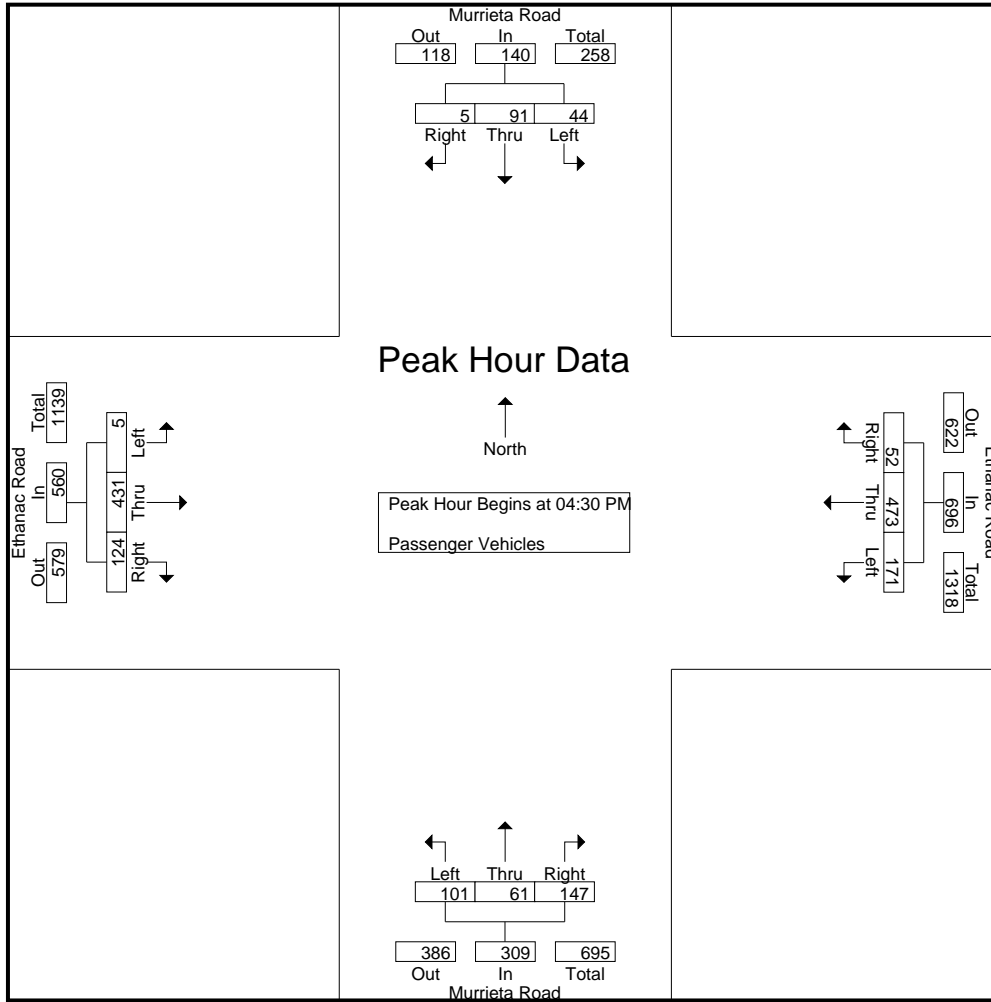 Murrieta Road
Out In Total
118 140 258
5 91 44
Right Thru Left
Peak Hour Data
North
Peak Hour Begins at 04:30 PM
Passenger Vehicles
Ethanac Road
Total In Out
1139 560 579
5 431 124
Left Thru Right
Ethanac Road
Out In Total
622 696 1318
52 473 171
Right Thru Left
Left Thru Right
101 61 147
386 309 695
Out In Total
Murrieta Road